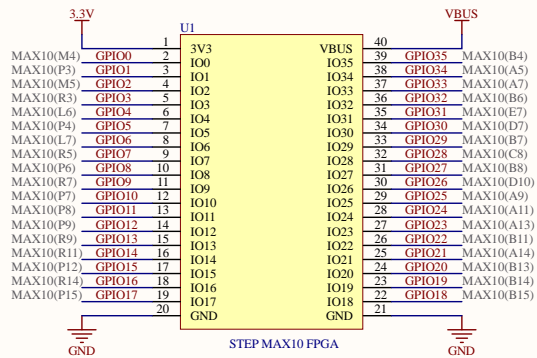 3.3V U1 VBUS
1 3V3 VBUS 40
MAX10(M4) GPIO0 2 IO0 IO35 39 GPIO35 MAX10(B4)
MAX10(P3) GPIO1 3 IO1 IO34 38 GPIO34 MAX10(A5)
MAX10(M5) GPIO2 4 IO2 IO33 37 GPIO33 MAX10(A7)
MAX10(R3) GPIO3 5 IO3 IO32 36 GPIO32 MAX10(B6)
MAX10(L6) GPIO4 6 IO4 IO31 35 GPIO31 MAX10(E7)
MAX10(P4) GPIO5 7 IO5 IO30 34 GPIO30 MAX10(D7)
MAX10(L7) GPIO6 8 IO6 IO29 33 GPIO29 MAX10(B7)
MAX10(R5) GPIO7 9 IO7 IO28 32 GPIO28 MAX10(C8)
MAX10(P6) GPIO8 10 IO8 IO27 31 GPIO27 MAX10(B8)
MAX10(R7) GPIO9 11 IO9 IO26 30 GPIO26 MAX10(D10)
MAX10(P7) GPIO10 12 IO10 IO25 29 GPIO25 MAX10(A9)
MAX10(P8) GPIO11 13 IO11 IO24 28 GPIO24 MAX10(A11)
MAX10(P9) GPIO12 14 IO12 IO23 27 GPIO23 MAX10(A13)
MAX10(R9) GPIO13 15 IO13 IO22 26 GPIO22 MAX10(B11)
MAX10(R11) GPIO14 16 IO14 IO21 25 GPIO21 MAX10(A14)
MAX10(P12) GPIO15 17 IO15 IO20 24 GPIO20 MAX10(B13)
MAX10(R14) GPIO16 18 IO16 IO19 23 GPIO19 MAX10(B14)
MAX10(P15) GPIO17 19 IO17 IO18 22 GPIO18 MAX10(B15)
20 GND GND 21
GND STEP MAX10 FPGA GND